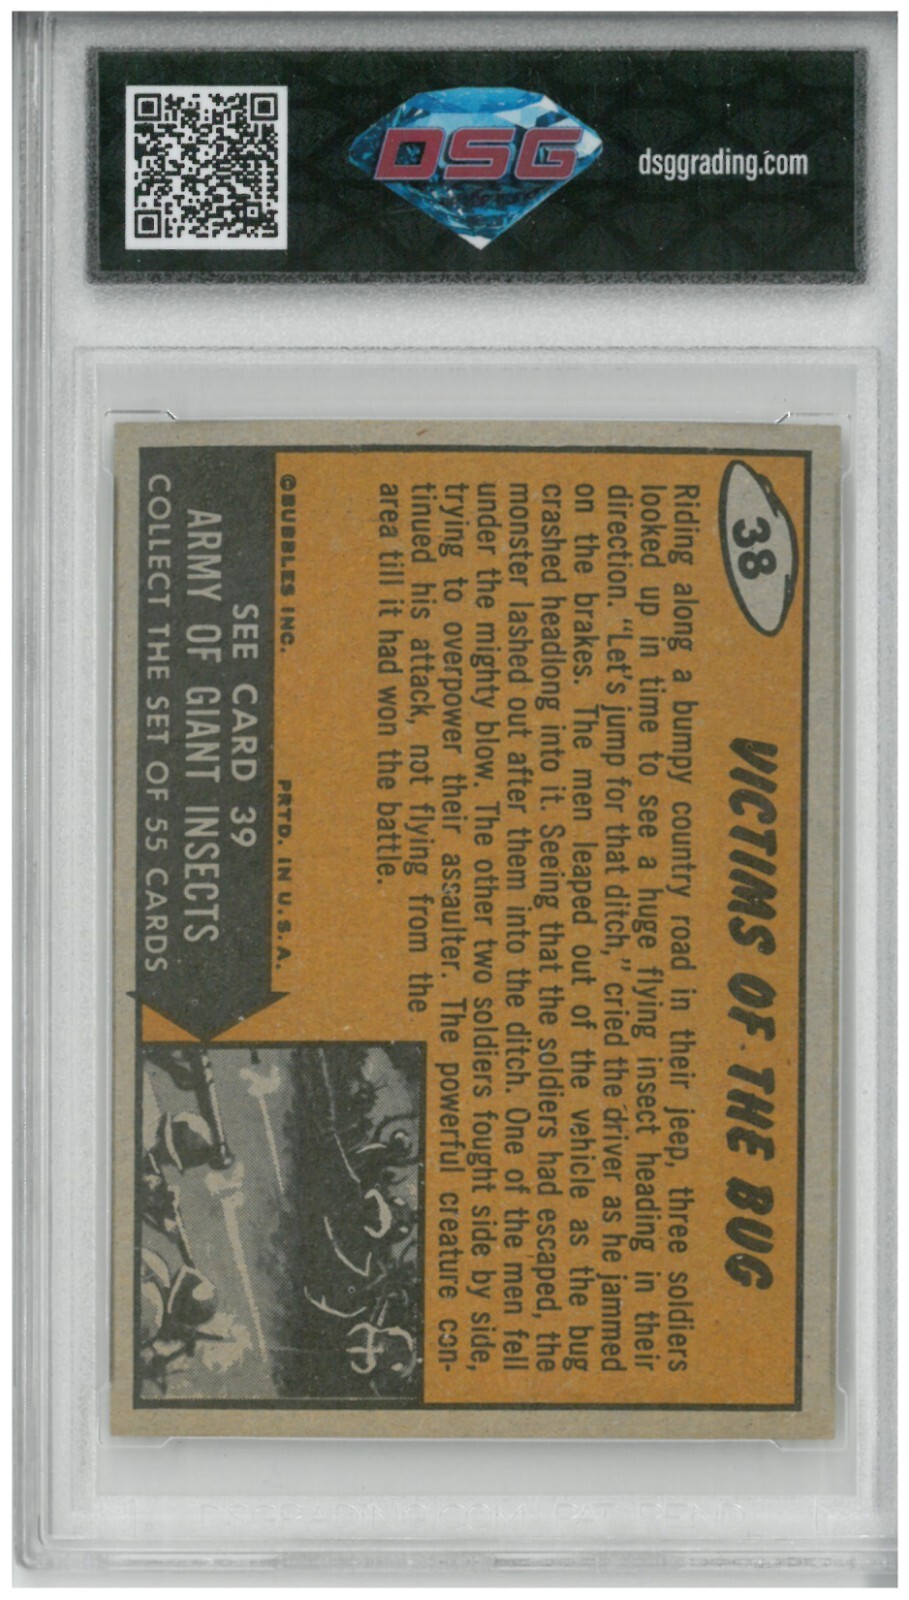 DSG
dsggrading.com
38
VICTIMS OF THE BUG
Riding along a bumpy country road in their jeep, three soldiers
looked up in time to see a huge flying insect heading in their
direction. "Let's jump for that ditch," cried the driver as he jammed
on the brakes. The men leaped out of the vehicle as the bug
crashed headlong into it. Seeing that the soldiers had escaped, the
monster lashed out after them into the ditch. One of the men fell
under the mighty blow. The other two soldiers fought side by side,
trying to overpower their assaulter. The powerful creature con-
tinued his attack, not flying from the
area till it had won the battle.
©BUBBLES INC. PRTD. IN U.S.A.
SEE CARD 39
ARMY OF GIANT INSECTS
COLLECT THE SET OF 55 CARDS